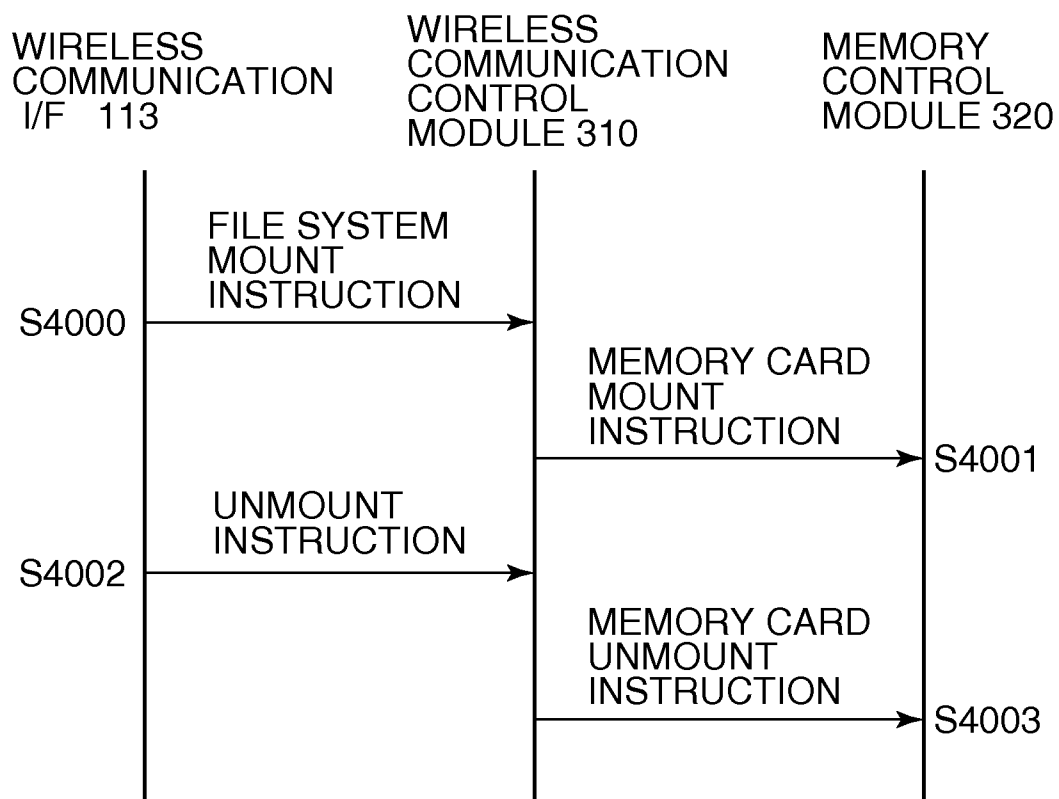 WIRELESS
COMMUNICATION
I/F 113
WIRELESS
COMMUNICATION
CONTROL
MODULE 310
MEMORY
CONTROL
MODULE 320
FILE SYSTEM
MOUNT
INSTRUCTION
S4000
MEMORY CARD
MOUNT
INSTRUCTION
S4001
UNMOUNT
INSTRUCTION
S4002
MEMORY CARD
UNMOUNT
INSTRUCTION
S4003